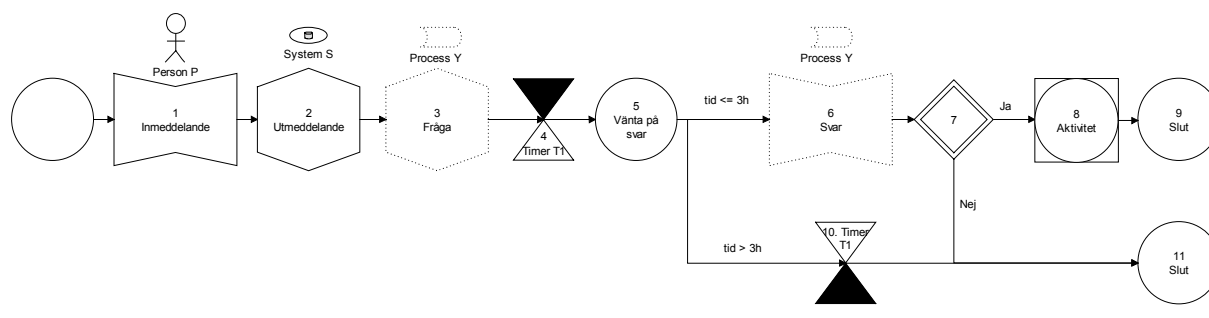 Person P
System S
Process Y
Process Y
1
Inmeddelande
2
Utmeddelande
3
Fråga
4
Timer T1
5
Vänta på
svar
tid <= 3h
6
Svar
7
Ja
8
Aktivitet
9
Slut
Nej
tid > 3h
10. Timer
T1
11
Slut